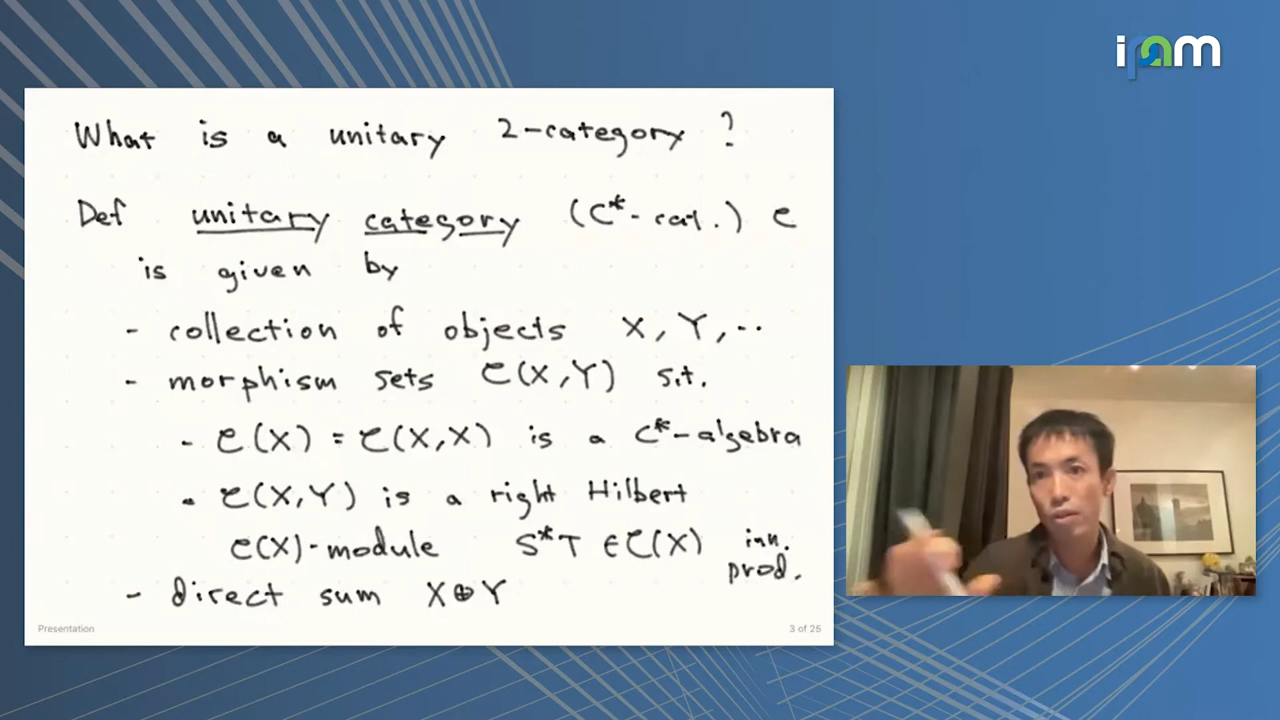 ipam
What is a unitary 2-category ?
Def unitary category (C*-cat.) C
is given by
- collection of objects X, Y, ..
- morphism sets C(X,Y) s.t.
- C(X) = C(X,X) is a C*-algebra
- C(X,Y) is a right Hilbert
C(X)-module S*T ∈ C(X) inn. prod.
- direct sum X⊕Y
Presentation 3 of 25